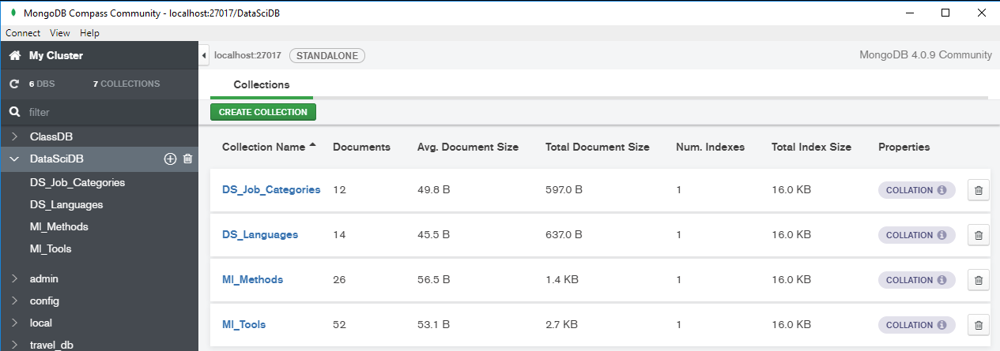 MongoDB Compass Community - localhost:27017/DataSciDB
Connect View Help
My Cluster
localhost:27017 STANDALONE
MongoDB 4.0.9 Community
6 DBS 7 COLLECTIONS
Collections
filter
CREATE COLLECTION
ClassDB
DataSciDB
DS_Job_Categories
DS_Languages
Ml_Methods
Ml_Tools
admin
config
local
travel_db
Collection Name Documents Avg. Document Size Total Document Size Num. Indexes Total Index Size Properties
DS_Job_Categories 12 49.8 B 597.0 B 1 16.0 KB COLLATION
DS_Languages 14 45.5 B 637.0 B 1 16.0 KB COLLATION
Ml_Methods 26 56.5 B 1.4 KB 1 16.0 KB COLLATION
Ml_Tools 52 53.1 B 2.7 KB 1 16.0 KB COLLATION